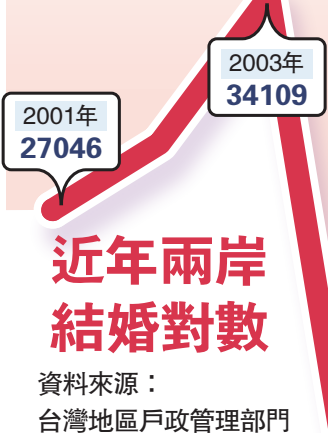 2003年
34109
2001年
27046
近年兩岸
結婚對數
資料來源：
台灣地區戶政管理部門